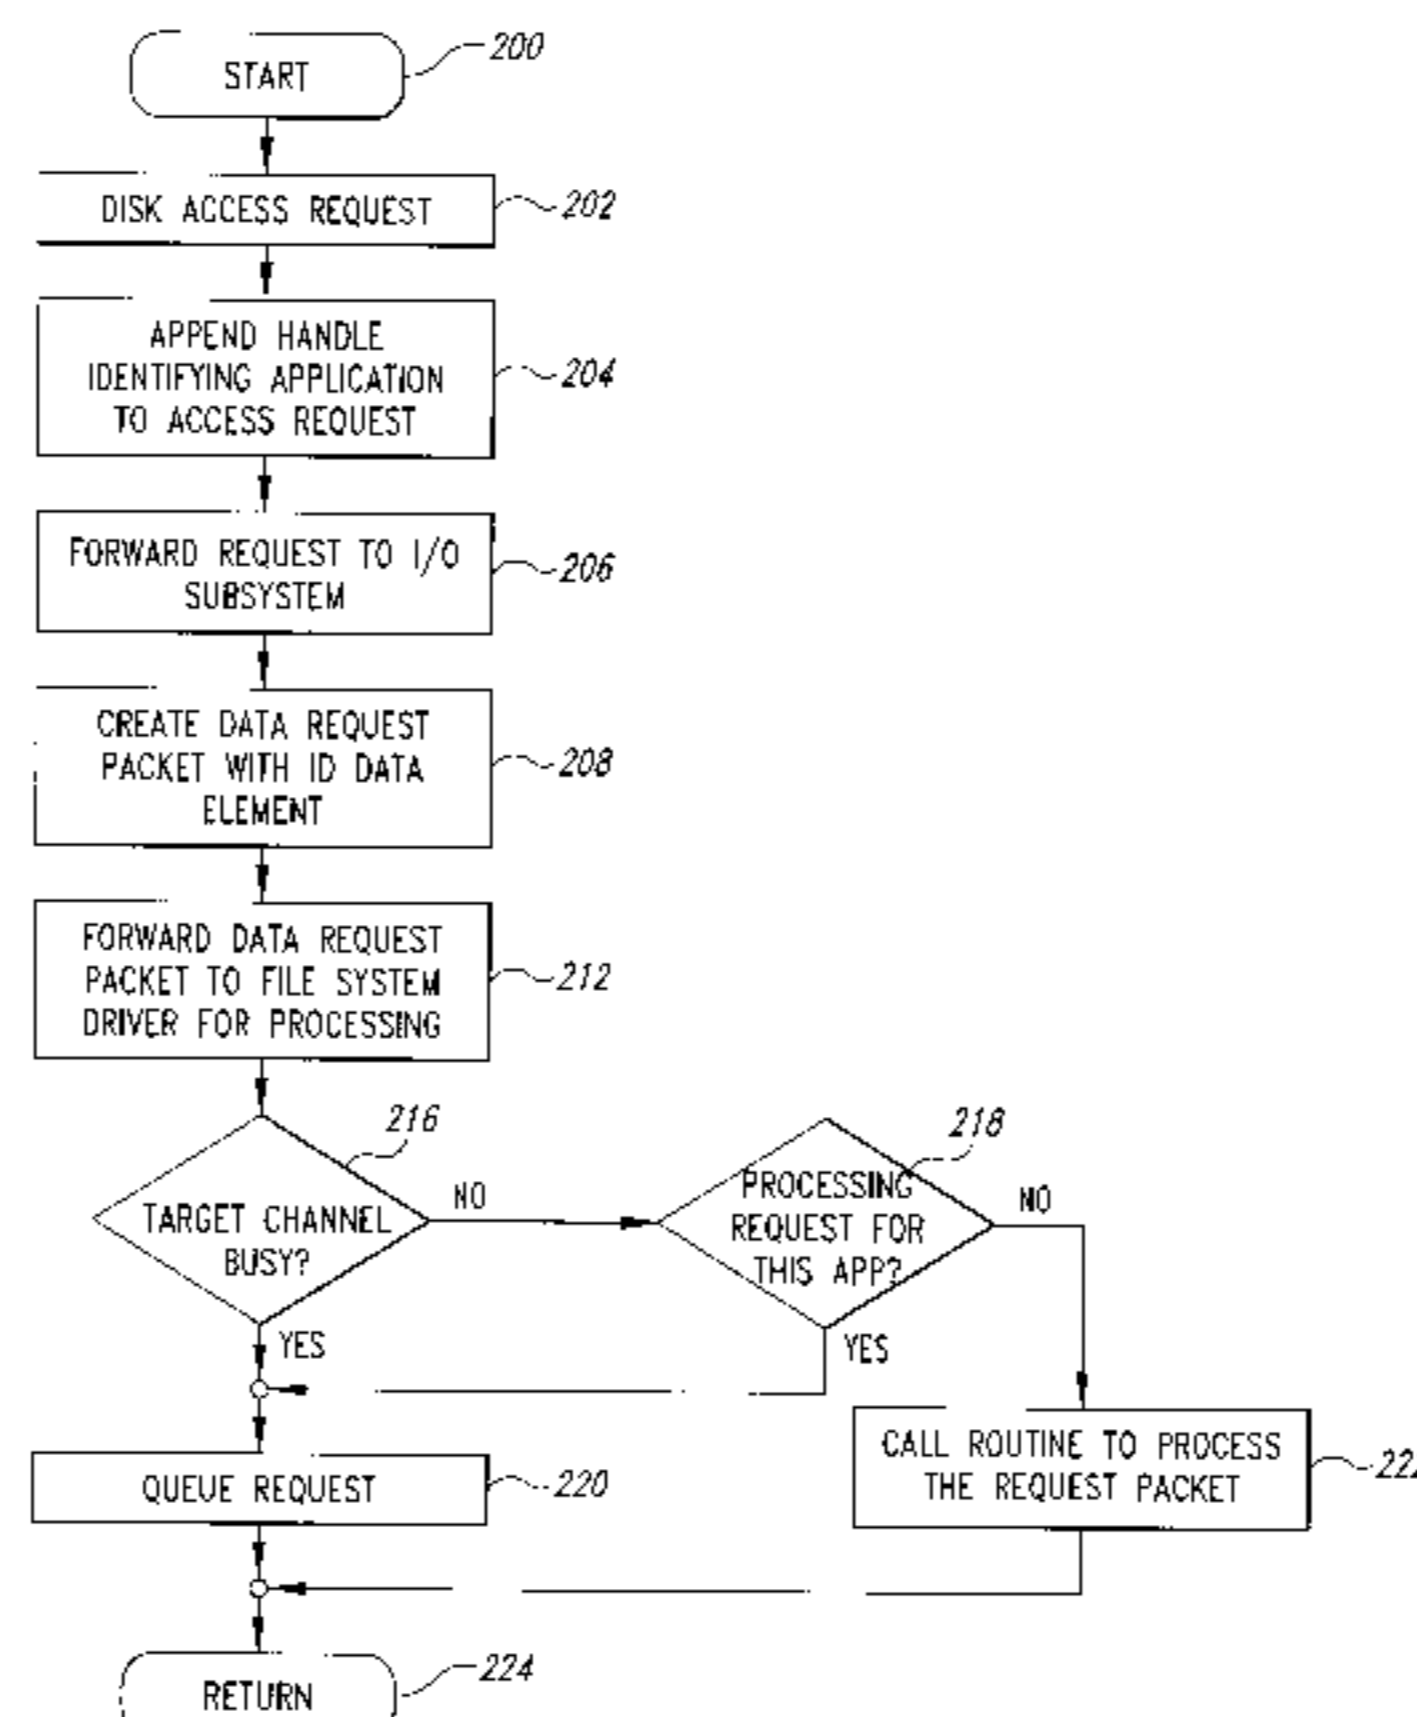 START
200
DISK ACCESS REQUEST
202
APPEND HANDLE
IDENTIFYING APPLICATION
TO ACCESS REQUEST
204
FORWARD REQUEST TO I/O
SUBSYSTEM
206
CREATE DATA REQUEST
PACKET WITH ID DATA
ELEMENT
208
FORWARD DATA REQUEST
PACKET TO FILE SYSTEM
DRIVER FOR PROCESSING
212
216
TARGET CHANNEL
BUSY?
NO
YES
218
PROCESSING
REQUEST FOR
THIS APP?
NO
YES
QUEUE REQUEST
220
CALL ROUTINE TO PROCESS
THE REQUEST PACKET
RETURN
224